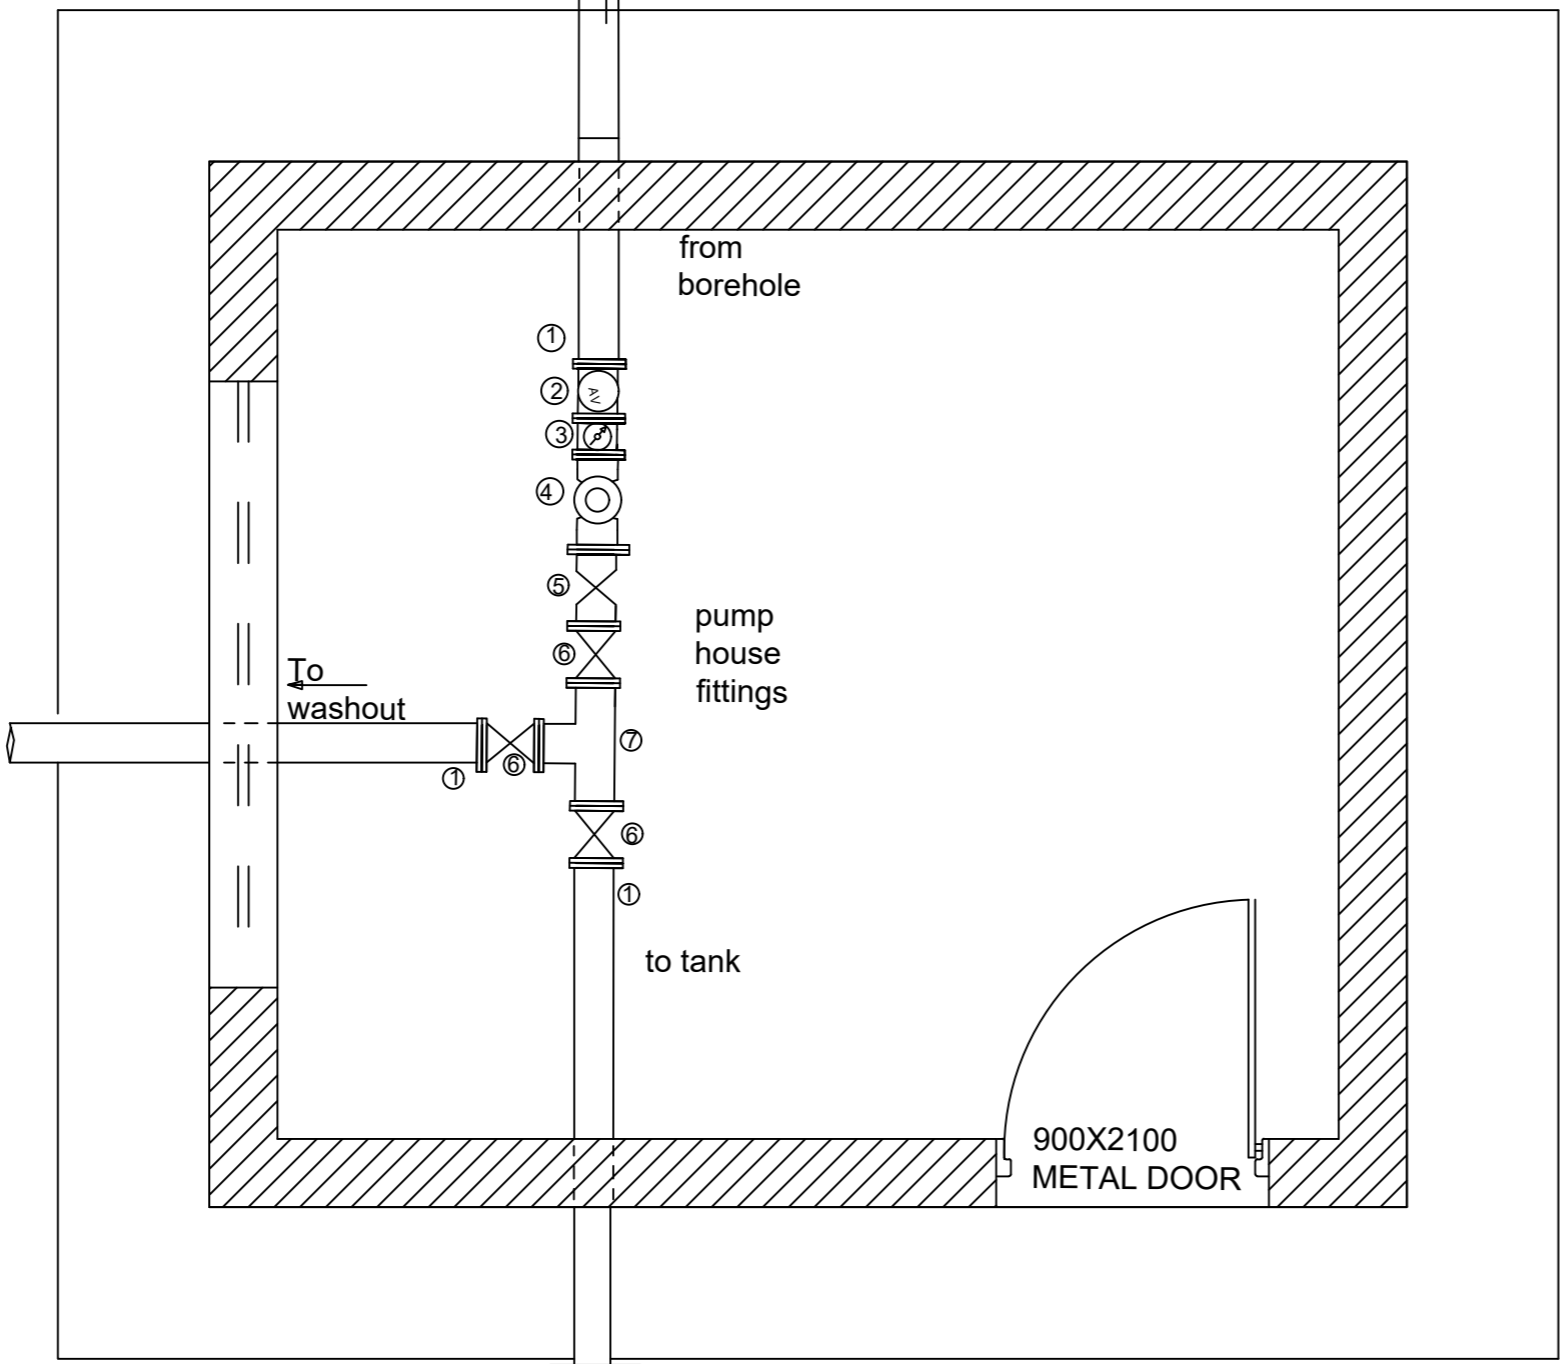 from
borehole
①
②
AV
③
④
⑤
pump
house
fittings
⑥
To
washout
⑦
①
⑥
⑥
①
to tank
900X2100
METAL DOOR